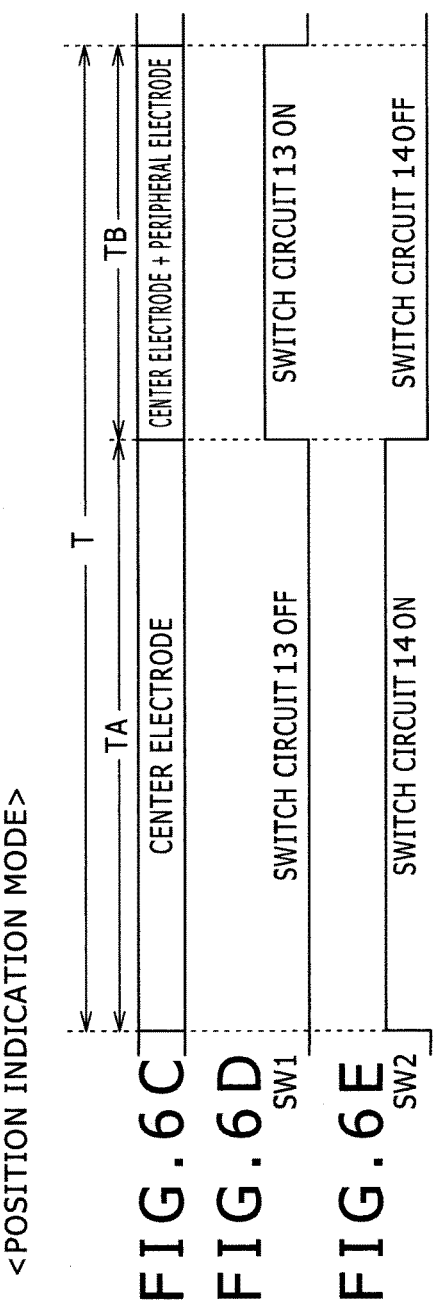 <POSITION INDICATION MODE>
T
TA
TB
FIG.6C
CENTER ELECTRODE
CENTER ELECTRODE + PERIPHERAL ELECTRODE
FIG.6D
SW1
SWITCH CIRCUIT 13 OFF
SWITCH CIRCUIT 13 ON
FIG.6E
SW2
SWITCH CIRCUIT 14 ON
SWITCH CIRCUIT 14 OFF